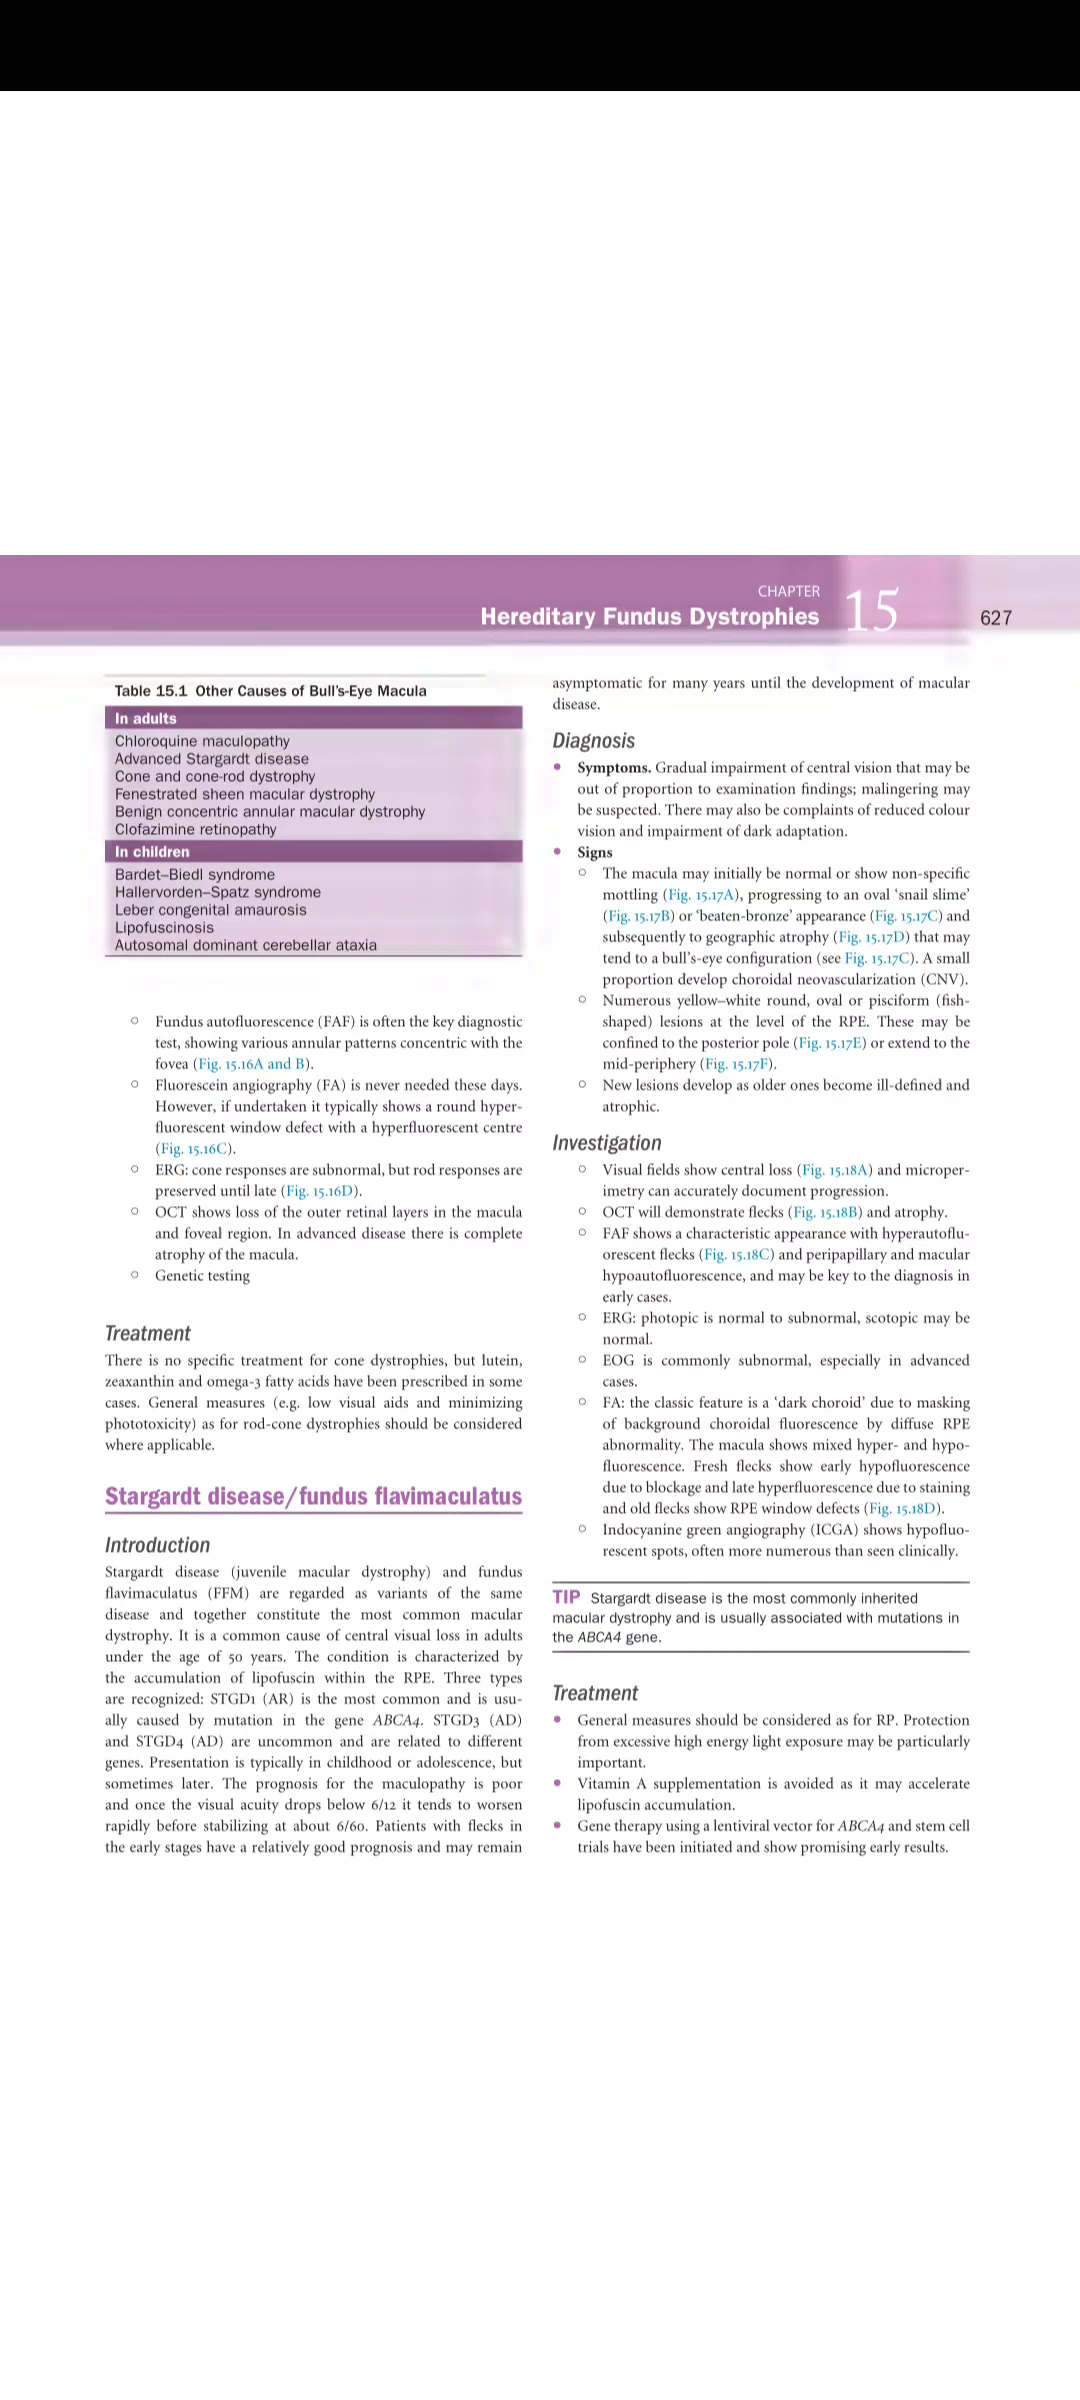 CHAPTER
Hereditary Fundus Dystrophies 15
627
Table 15.1 Other Causes of Bull's-Eye Macula
In adults
Chloroquine maculopathy
Advanced Stargardt disease
Cone and cone-rod dystrophy
Fenestrated sheen macular dystrophy
Benign concentric annular macular dystrophy
Clofazimine retinopathy
In children
Bardet–Biedl syndrome
Hallervorden–Spatz syndrome
Leber congenital amaurosis
Lipofuscinosis
Autosomal dominant cerebellar ataxia
○ Fundus autofluorescence (FAF) is often the key diagnostic
test, showing various annular patterns concentric with the
fovea (Fig. 15.16A and B).
○ Fluorescein angiography (FA) is never needed these days.
However, if undertaken it typically shows a round hyper-
fluorescent window defect with a hyperfluorescent centre
(Fig. 15.16C).
○ ERG: cone responses are subnormal, but rod responses are
preserved until late (Fig. 15.16D).
○ OCT shows loss of the outer retinal layers in the macula
and foveal region. In advanced disease there is complete
atrophy of the macula.
○ Genetic testing
Treatment
There is no specific treatment for cone dystrophies, but lutein,
zeaxanthin and omega-3 fatty acids have been prescribed in some
cases. General measures (e.g. low visual aids and minimizing
phototoxicity) as for rod-cone dystrophies should be considered
where applicable.
Stargardt disease/fundus flavimaculatus
Introduction
Stargardt disease (juvenile macular dystrophy) and fundus
flavimaculatus (FFM) are regarded as variants of the same
disease and together constitute the most common macular
dystrophy. It is a common cause of central visual loss in adults
under the age of 50 years. The condition is characterized by
the accumulation of lipofuscin within the RPE. Three types
are recognized: STGD1 (AR) is the most common and is usu-
ally caused by mutation in the gene ABCA4. STGD3 (AD)
and STGD4 (AD) are uncommon and are related to different
genes. Presentation is typically in childhood or adolescence, but
sometimes later. The prognosis for the maculopathy is poor
and once the visual acuity drops below 6/12 it tends to worsen
rapidly before stabilizing at about 6/60. Patients with flecks in
the early stages have a relatively good prognosis and may remain
asymptomatic for many years until the development of macular
disease.
Diagnosis
• Symptoms. Gradual impairment of central vision that may be
out of proportion to examination findings; malingering may
be suspected. There may also be complaints of reduced colour
vision and impairment of dark adaptation.
• Signs
○ The macula may initially be normal or show non-specific
mottling (Fig. 15.17A), progressing to an oval 'snail slime'
(Fig. 15.17B) or 'beaten-bronze' appearance (Fig. 15.17C) and
subsequently to geographic atrophy (Fig. 15.17D) that may
tend to a bull's-eye configuration (see Fig. 15.17C). A small
proportion develop choroidal neovascularization (CNV).
○ Numerous yellow–white round, oval or pisciform (fish-
shaped) lesions at the level of the RPE. These may be
confined to the posterior pole (Fig. 15.17E) or extend to the
mid-periphery (Fig. 15.17F).
○ New lesions develop as older ones become ill-defined and
atrophic.
Investigation
○ Visual fields show central loss (Fig. 15.18A) and microper-
imetry can accurately document progression.
○ OCT will demonstrate flecks (Fig. 15.18B) and atrophy.
○ FAF shows a characteristic appearance with hyperautoflu-
orescent flecks (Fig. 15.18C) and peripapillary and macular
hypoautofluorescence, and may be key to the diagnosis in
early cases.
○ ERG: photopic is normal to subnormal, scotopic may be
normal.
○ EOG is commonly subnormal, especially in advanced
cases.
○ FA: the classic feature is a 'dark choroid' due to masking
of background choroidal fluorescence by diffuse RPE
abnormality. The macula shows mixed hyper- and hypo-
fluorescence. Fresh flecks show early hypofluorescence
due to blockage and late hyperfluorescence due to staining
and old flecks show RPE window defects (Fig. 15.18D).
○ Indocyanine green angiography (ICGA) shows hypofluo-
rescent spots, often more numerous than seen clinically.
TIP Stargardt disease is the most commonly inherited
macular dystrophy and is usually associated with mutations in
the ABCA4 gene.
Treatment
• General measures should be considered as for RP. Protection
from excessive high energy light exposure may be particularly
important.
• Vitamin A supplementation is avoided as it may accelerate
lipofuscin accumulation.
• Gene therapy using a lentiviral vector for ABCA4 and stem cell
trials have been initiated and show promising early results.